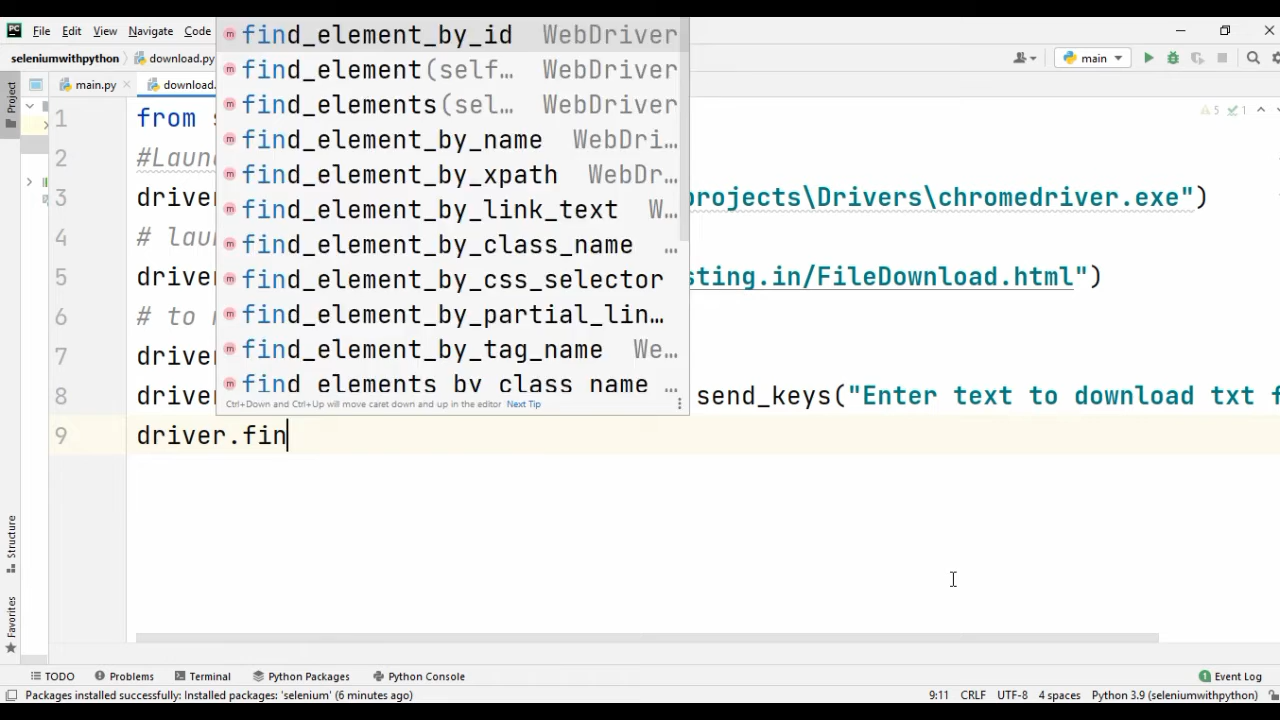 PC File Edit View Navigate Code
seleniumwithpython download.py main
main.py download.
Project
find_element_by_id WebDriver
find_element(self… WebDriver
find_elements(sel… WebDriver
find_element_by_name WebDri…
find_element_by_xpath WebDr…
find_element_by_link_text W…
find_element_by_class_name …
find_element_by_css_selector
find_element_by_partial_lin…
find_element_by_tag_name We…
find_elements_by_class_name …
Ctrl+Down and Ctrl+Up will move caret down and up in the editor Next Tip
5 1
1 from s
2 #Laun
3 driver projects\Drivers\chromedriver.exe")
4 # lau
5 driver sting.in/FileDownload.html")
6 # to
7 driver
8 driver send_keys("Enter text to download txt f
9 driver.fin
Structure
Favorites
TODO Problems Terminal Python Packages Python Console 1 Event Log
Packages installed successfully: Installed packages: 'selenium' (6 minutes ago) 9:11 CRLF UTF-8 4 spaces Python 3.9 (seleniumwithpython)